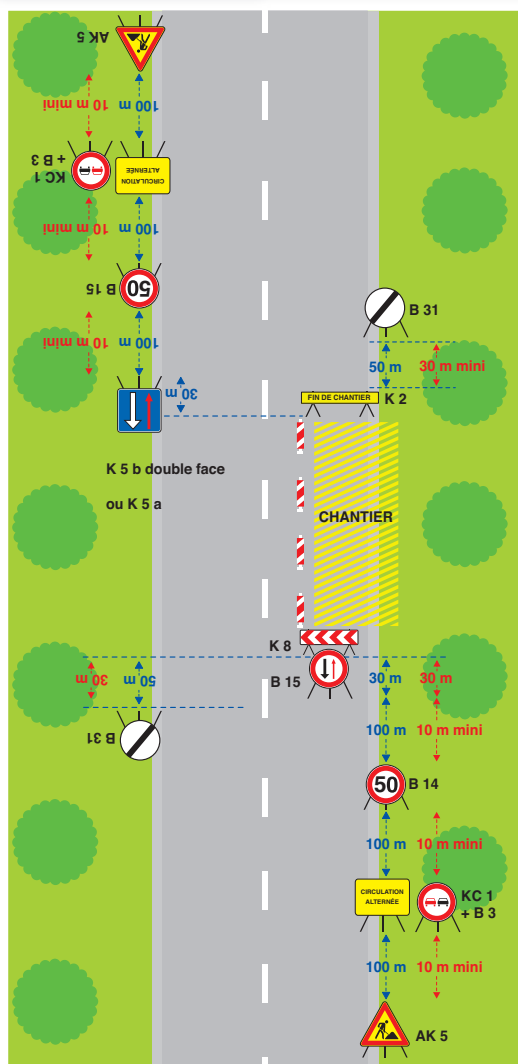 AK 5
100 m
10 m mini
KC 1
+ B 3
CIRCULATION
ALTERNÉE
100 m
10 m mini
50
B 15
100 m
10 m mini
30 m
B 31
50 m
30 m mini
FIN DE CHANTIER
K 2
K 5 b double face
ou K 5 a
CHANTIER
K 8
B 15
30 m
50 m
30 m
30 m
B 31
100 m
10 m mini
50
B 14
100 m
10 m mini
CIRCULATION
ALTERNÉE
KC 1
+ B 3
100 m
10 m mini
AK 5